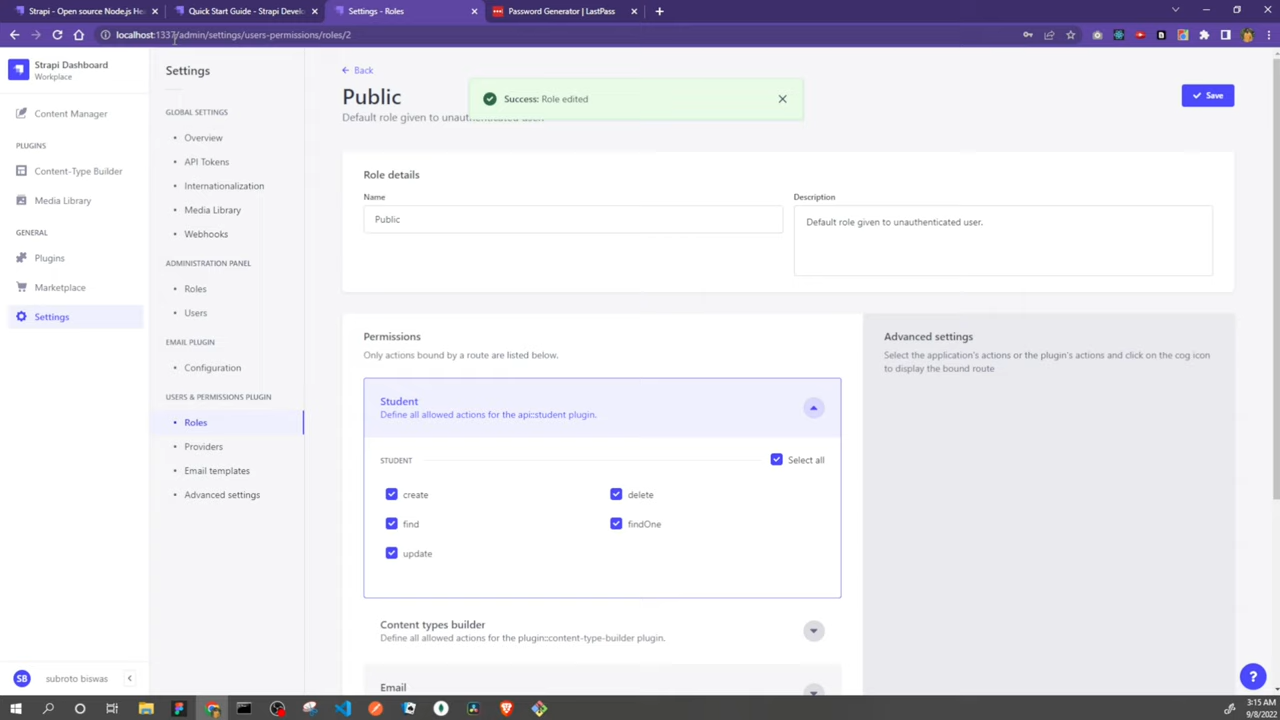 Strapi - Open source Node.js He
Quick Start Guide - Strapi Develo
Settings - Roles
Password Generator | LastPass
localhost:1337/admin/settings/users-permissions/roles/2
Strapi Dashboard
Workplace
Content Manager
PLUGINS
Content-Type Builder
Media Library
GENERAL
Plugins
Marketplace
Settings
SB
subroto biswas
Settings
GLOBAL SETTINGS
Overview
API Tokens
Internationalization
Media Library
Webhooks
ADMINISTRATION PANEL
Roles
Users
EMAIL PLUGIN
Configuration
USERS & PERMISSIONS PLUGIN
Roles
Providers
Email templates
Advanced settings
Back
Public
Default role given to unauthenticated user.
Success: Role edited
Save
Role details
Name
Public
Description
Default role given to unauthenticated user.
Permissions
Only actions bound by a route are listed below.
Student
Define all allowed actions for the api::student plugin.
STUDENT
Select all
create
delete
find
findOne
update
Content types builder
Define all allowed actions for the plugin::content-type-builder plugin.
Email
Advanced settings
Select the application's actions or the plugin's actions and click on the cog icon
to display the bound route
?
3:15 AM
9/8/2022